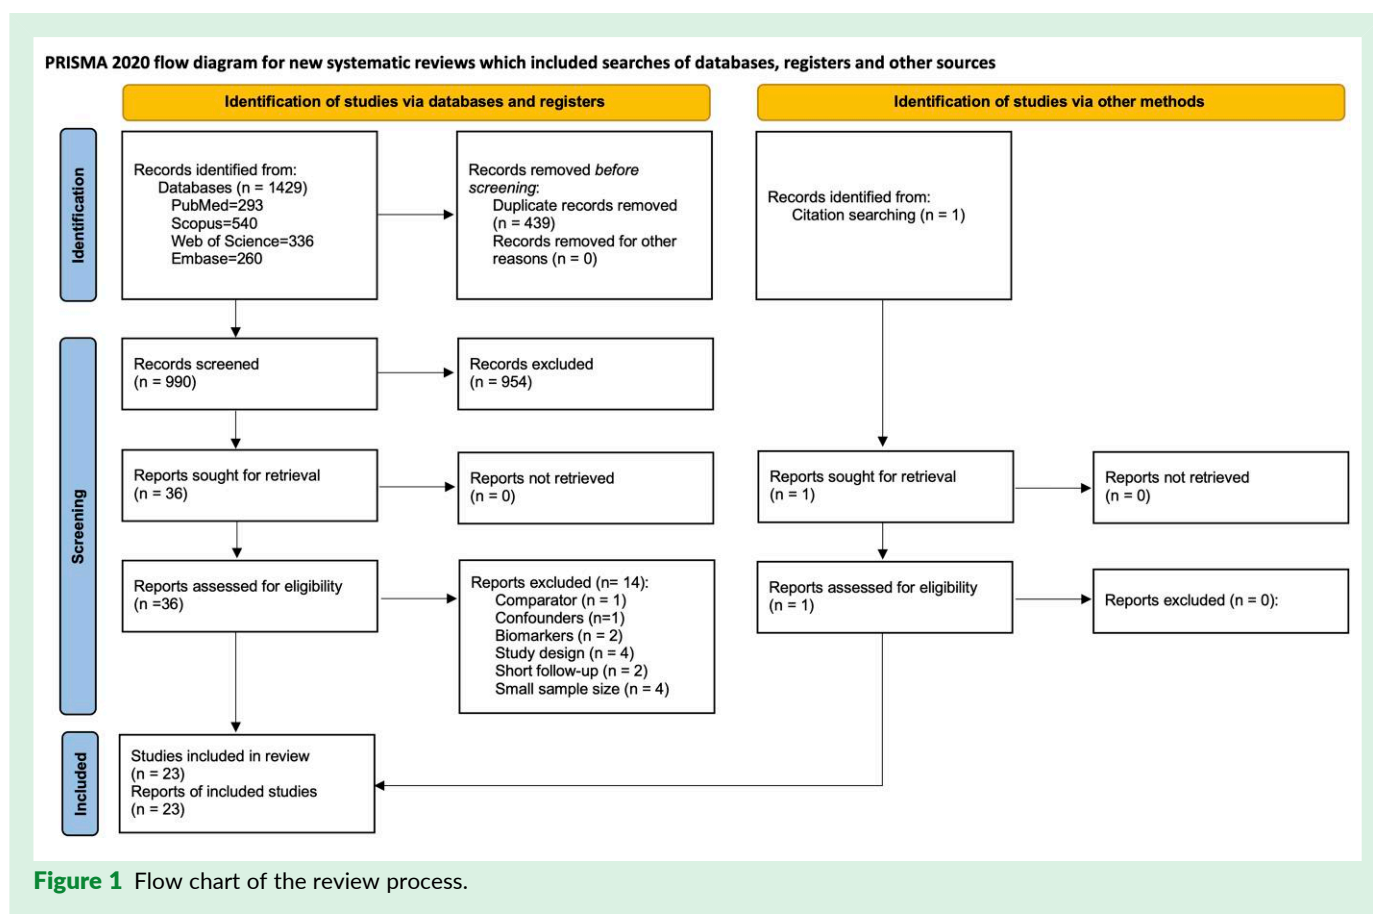 PRISMA 2020 flow diagram for new systematic reviews which included searches of databases, registers and other sources
Identification of studies via databases and registers
Identification of studies via other methods
Identification
Records identified from:
Databases (n = 1429)
PubMed=293
Scopus=540
Web of Science=336
Embase=260
Records removed before
screening:
Duplicate records removed
(n = 439)
Records removed for other
reasons (n = 0)
Records identified from:
Citation searching (n = 1)
Screening
Records screened
(n = 990)
Records excluded
(n = 954)
Reports sought for retrieval
(n = 36)
Reports not retrieved
(n = 0)
Reports sought for retrieval
(n = 1)
Reports not retrieved
(n = 0)
Reports assessed for eligibility
(n =36)
Reports excluded (n= 14):
Comparator (n = 1)
Confounders (n=1)
Biomarkers (n = 2)
Study design (n = 4)
Short follow-up (n = 2)
Small sample size (n = 4)
Reports assessed for eligibility
(n = 1)
Reports excluded (n = 0):
Included
Studies included in review
(n = 23)
Reports of included studies
(n = 23)
Figure 1 Flow chart of the review process.